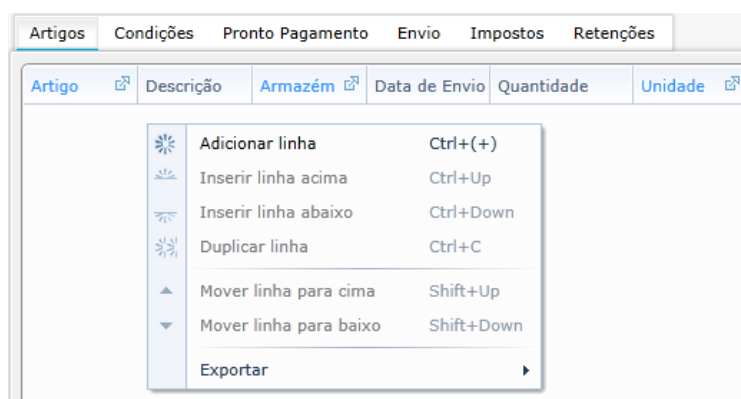 Artigos Condições Pronto Pagamento Envio Impostos Retenções
Artigo Descrição Armazém Data de Envio Quantidade Unidade
Adicionar linha Ctrl+(+)
Inserir linha acima Ctrl+Up
Inserir linha abaixo Ctrl+Down
Duplicar linha Ctrl+C
Mover linha para cima Shift+Up
Mover linha para baixo Shift+Down
Exportar